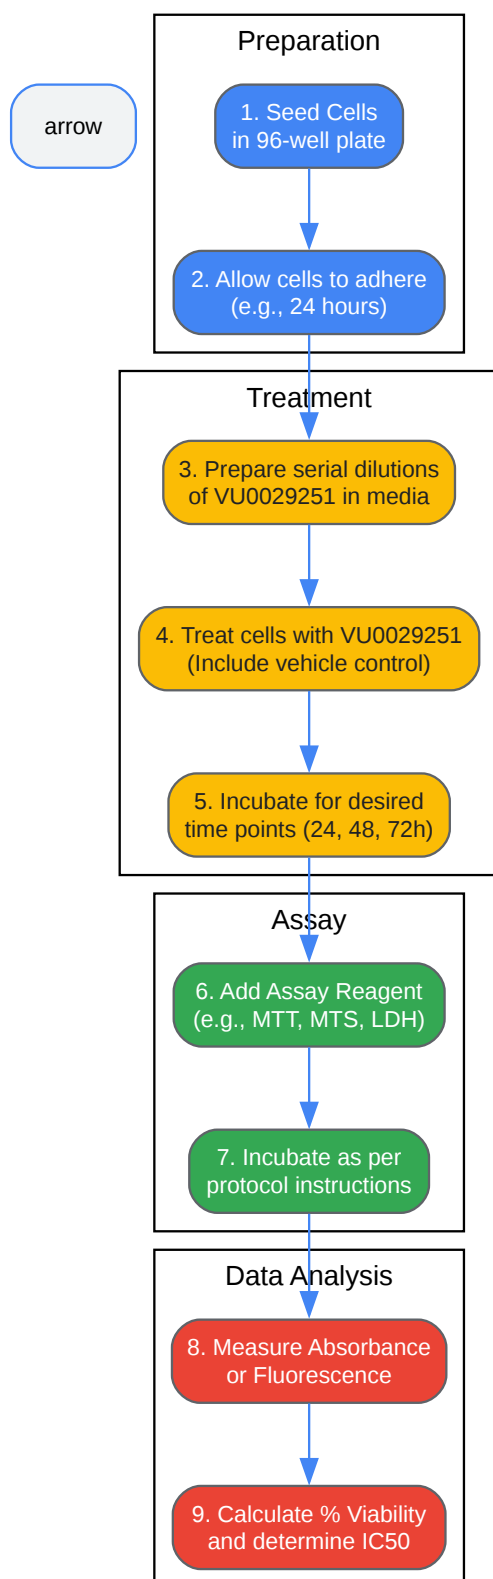 Preparation
arrow
1. Seed Cells
in 96-well plate
2. Allow cells to adhere
(e.g., 24 hours)
Treatment
3. Prepare serial dilutions
of VU0029251 in media
4. Treat cells with VU0029251
(Include vehicle control)
5. Incubate for desired
time points (24, 48, 72h)
Assay
6. Add Assay Reagent
(e.g., MTT, MTS, LDH)
7. Incubate as per
protocol instructions
Data Analysis
8. Measure Absorbance
or Fluorescence
9. Calculate % Viability
and determine IC50